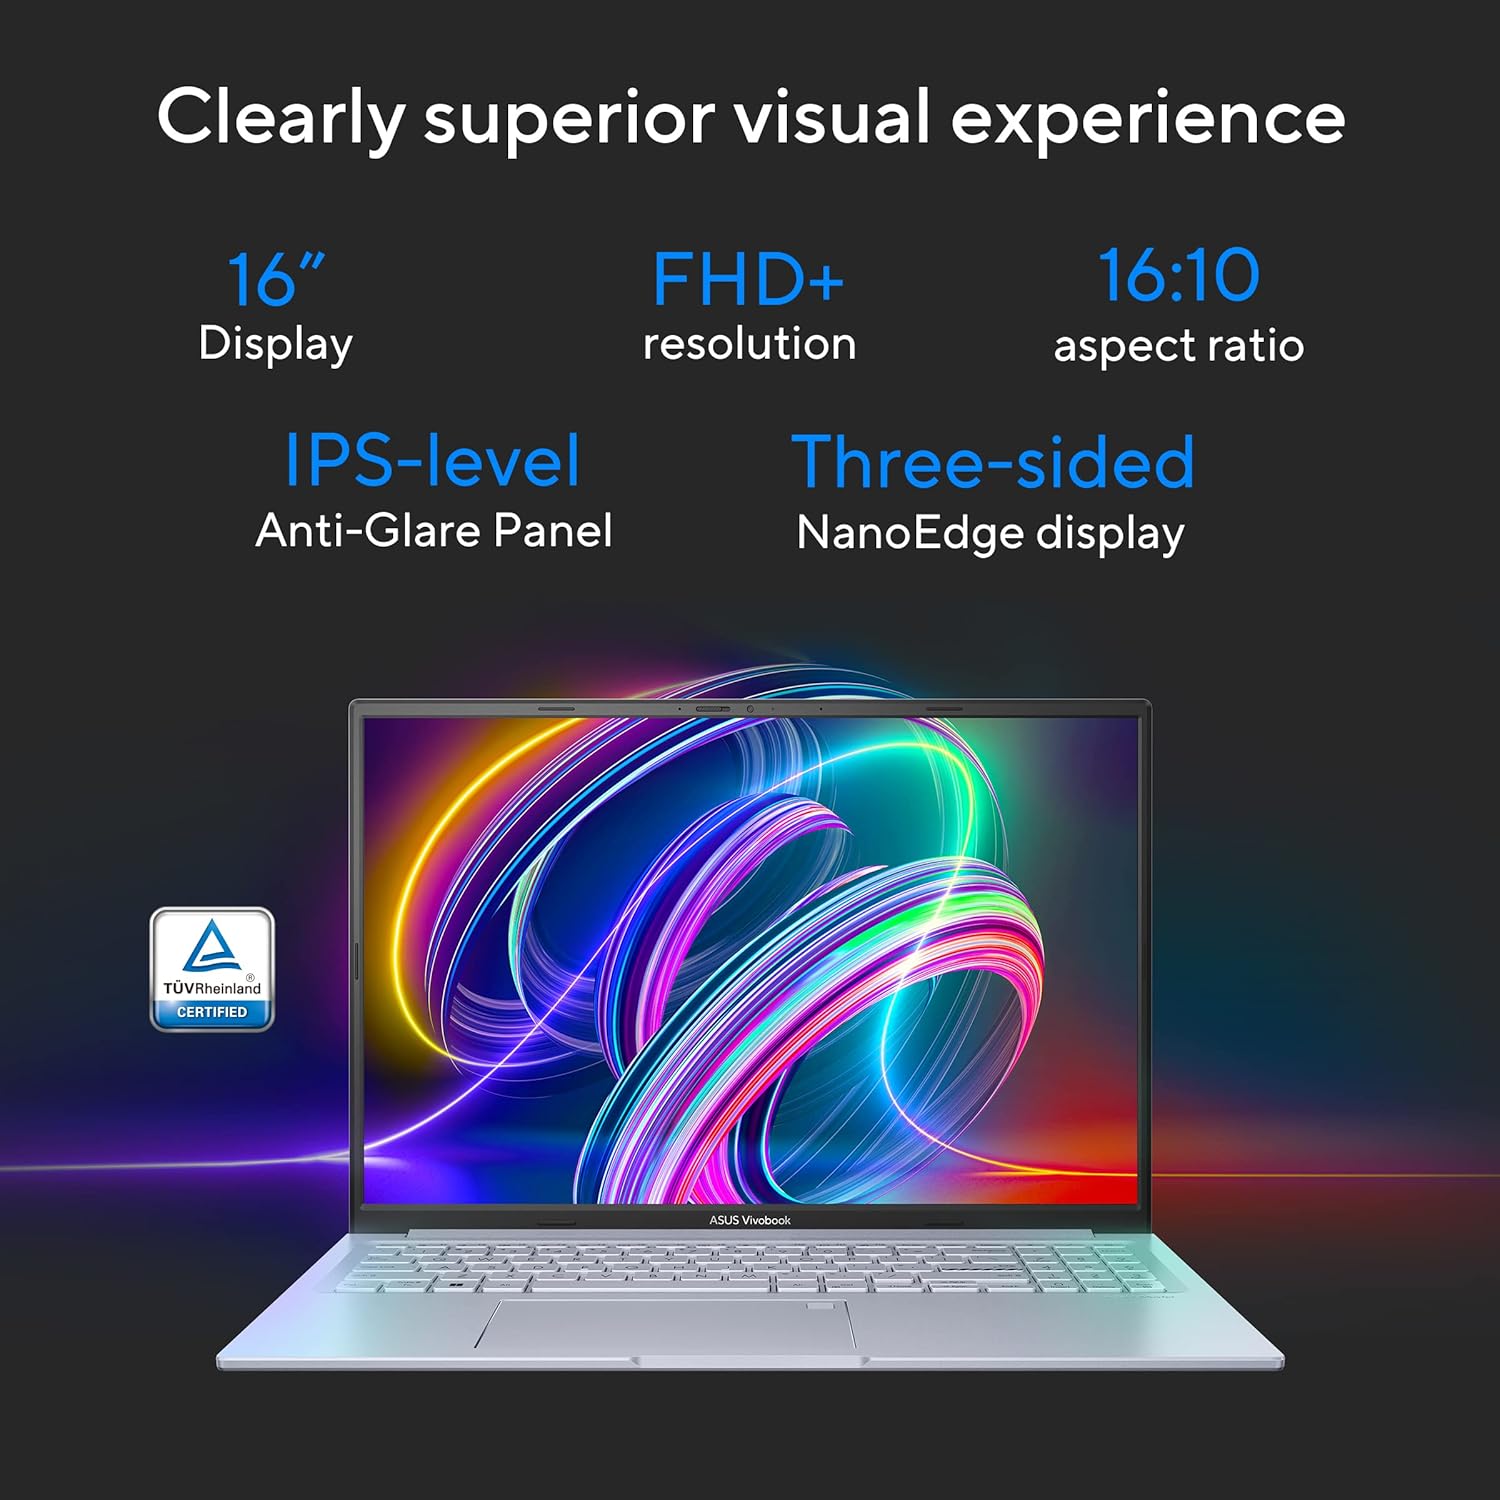 Clearly superior visual experience
16" FHD+ 16:10
Display resolution aspect ratio
IPS-level Three-sided
Anti-Glare Panel NanoEdge display
TÜVRheinland®
CERTIFIED
ASUS Vivobook